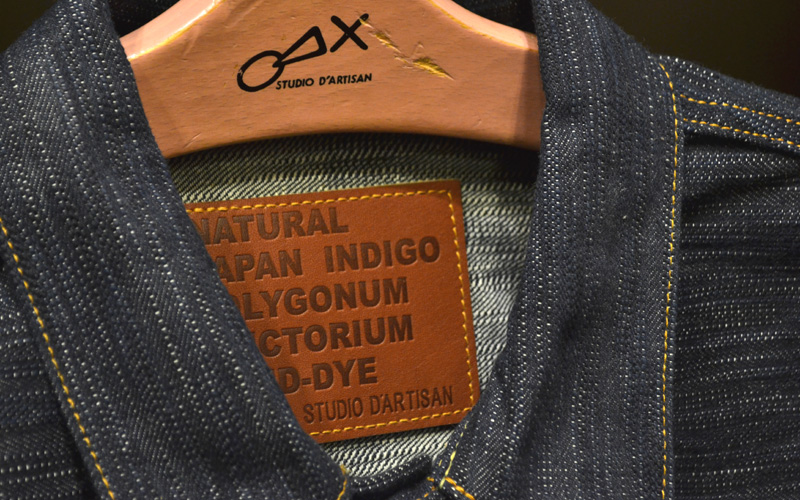 STUDIO D'ARTISAN
NATURAL
APAN INDIGO
LYGONUM
CTORIUM
D-DYE
STUDIO D'ARTISAN